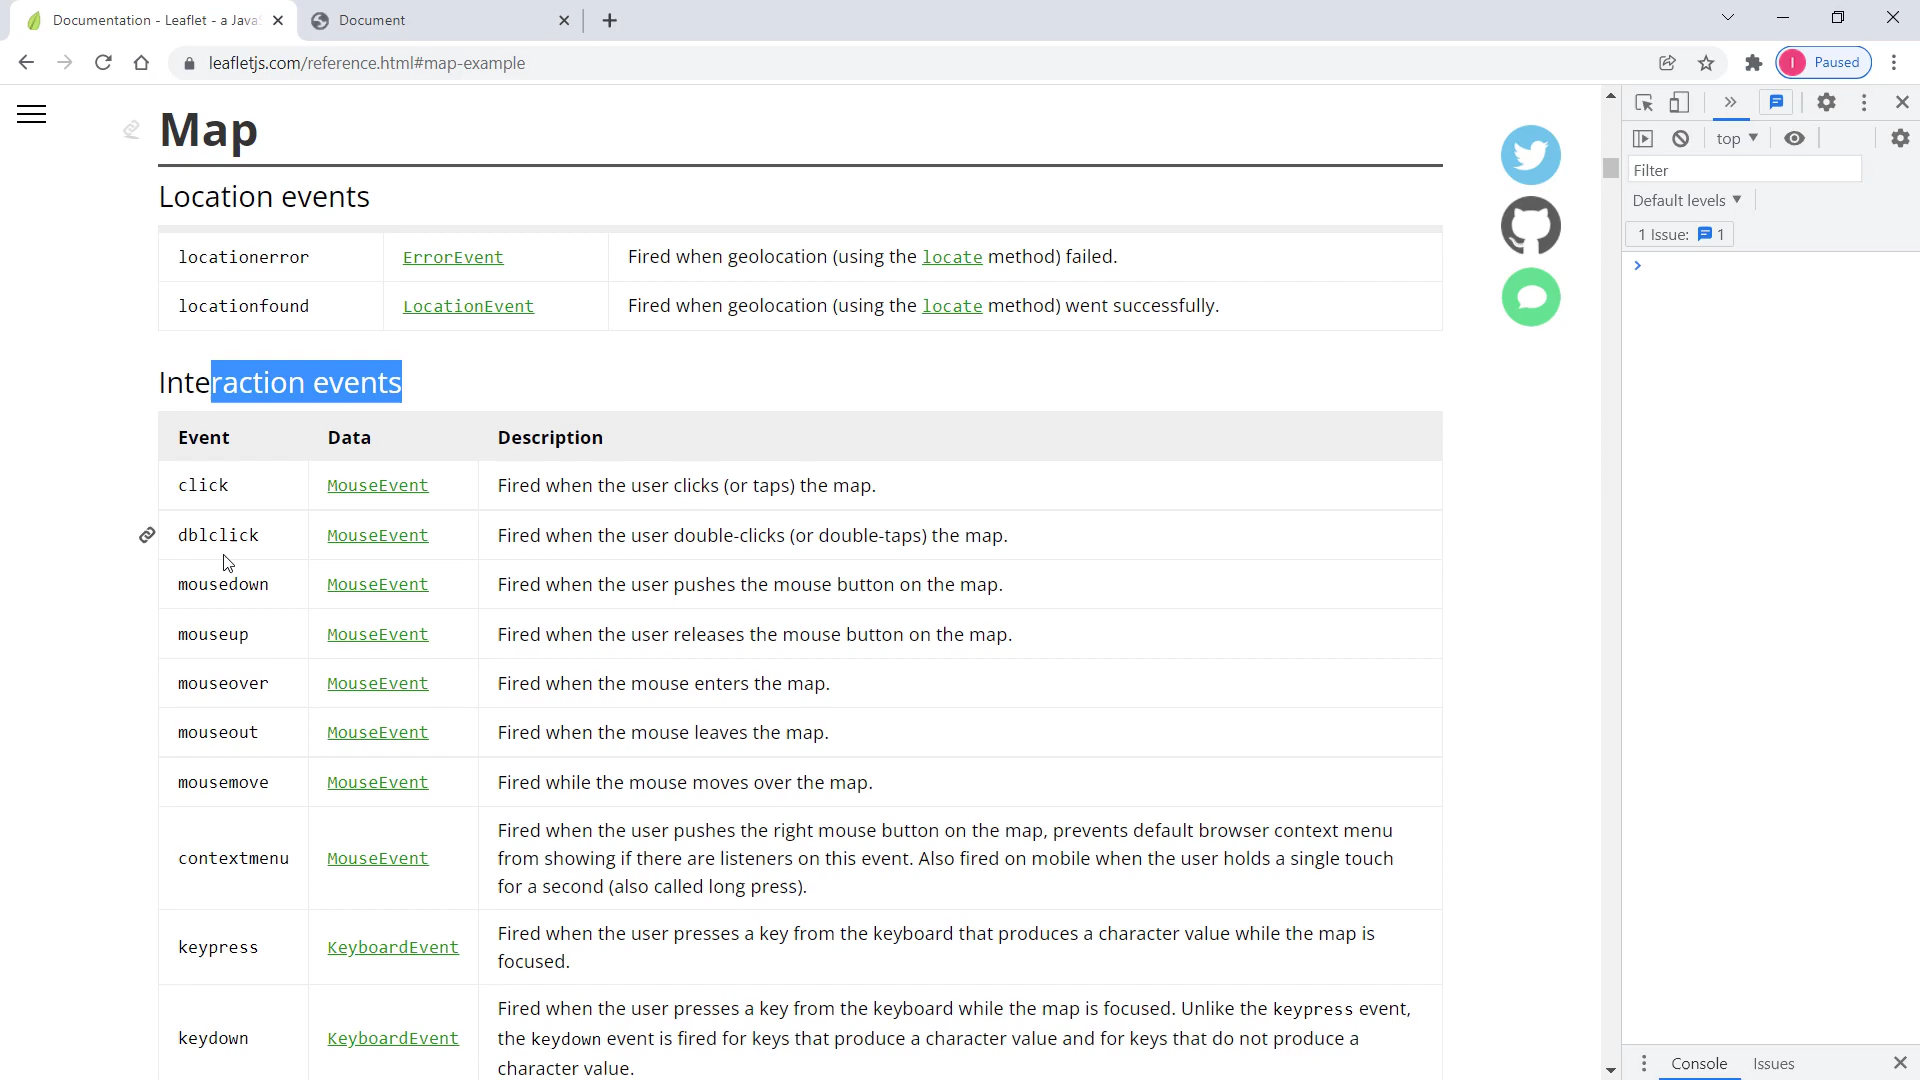 Documentation - Leaflet - a JavaS
Document
leafletjs.com/reference.html#map-example
I
Paused
Map
Location events
locationerror ErrorEvent Fired when geolocation (using the locate method) failed.
locationfound LocationEvent Fired when geolocation (using the locate method) went successfully.
Interaction events
Event Data Description
click MouseEvent Fired when the user clicks (or taps) the map.
dblclick MouseEvent Fired when the user double-clicks (or double-taps) the map.
mousedown MouseEvent Fired when the user pushes the mouse button on the map.
mouseup MouseEvent Fired when the user releases the mouse button on the map.
mouseover MouseEvent Fired when the mouse enters the map.
mouseout MouseEvent Fired when the mouse leaves the map.
mousemove MouseEvent Fired while the mouse moves over the map.
contextmenu MouseEvent Fired when the user pushes the right mouse button on the map, prevents default browser context menu
from showing if there are listeners on this event. Also fired on mobile when the user holds a single touch
for a second (also called long press).
keypress KeyboardEvent Fired when the user presses a key from the keyboard that produces a character value while the map is
focused.
keydown KeyboardEvent Fired when the user presses a key from the keyboard while the map is focused. Unlike the keypress event,
the keydown event is fired for keys that produce a character value and for keys that do not produce a
character value.
top
Filter
Default levels
1 Issue: 1
Console Issues